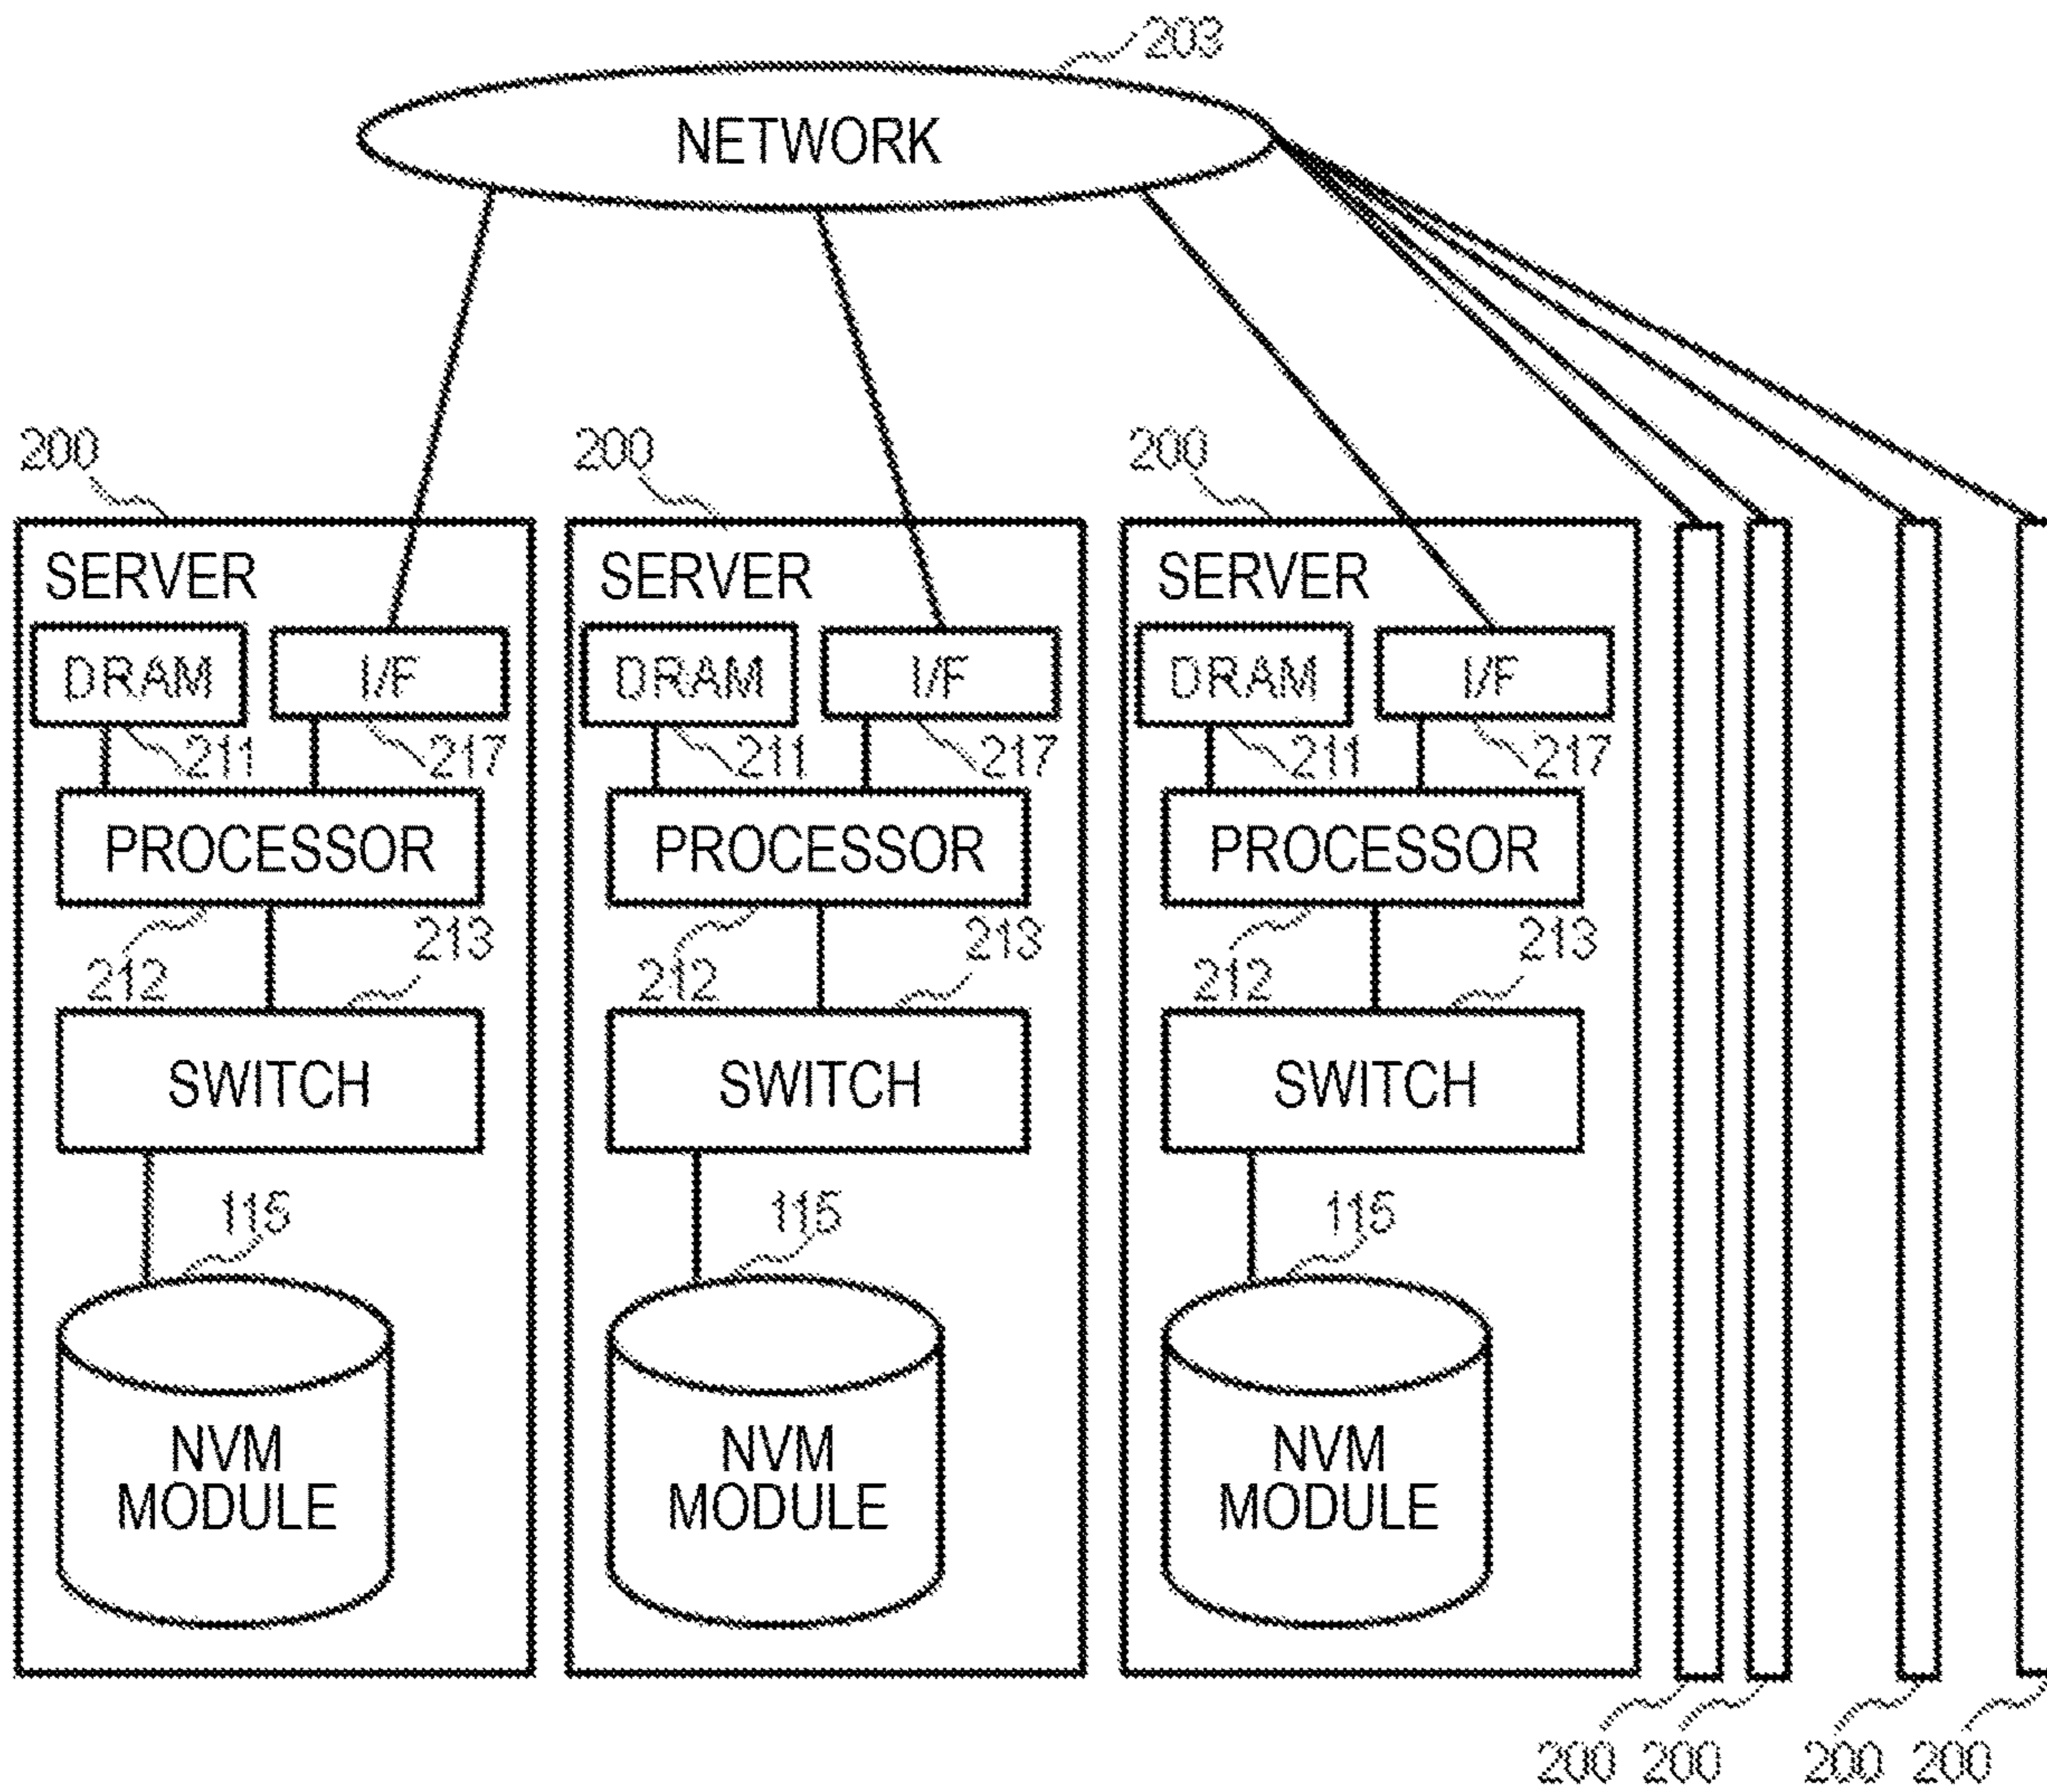 203
NETWORK
200
200
200
SERVER
SERVER
SERVER
DRAM
I/F
DRAM
I/F
DRAM
I/F
211
217
211
217
211
217
PROCESSOR
PROCESSOR
PROCESSOR
212
213
212
213
212
213
SWITCH
SWITCH
SWITCH
115
115
115
NVM
MODULE
NVM
MODULE
NVM
MODULE
200
200
200
200